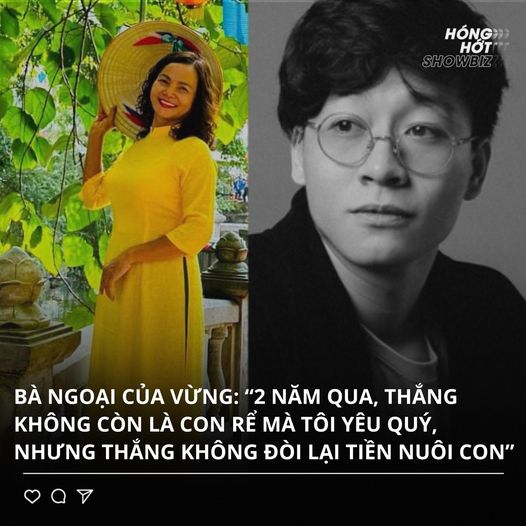 HÓNG
HỚT
SHOWBIZ
BÀ NGOẠI CỦA VỪNG: “2 NĂM QUA, THẮNG
KHÔNG CÒN LÀ CON RỂ MÀ TÔI YÊU QUÝ,
NHƯNG THẮNG KHÔNG ĐÒI LẠI TIỀN NUÔI CON”